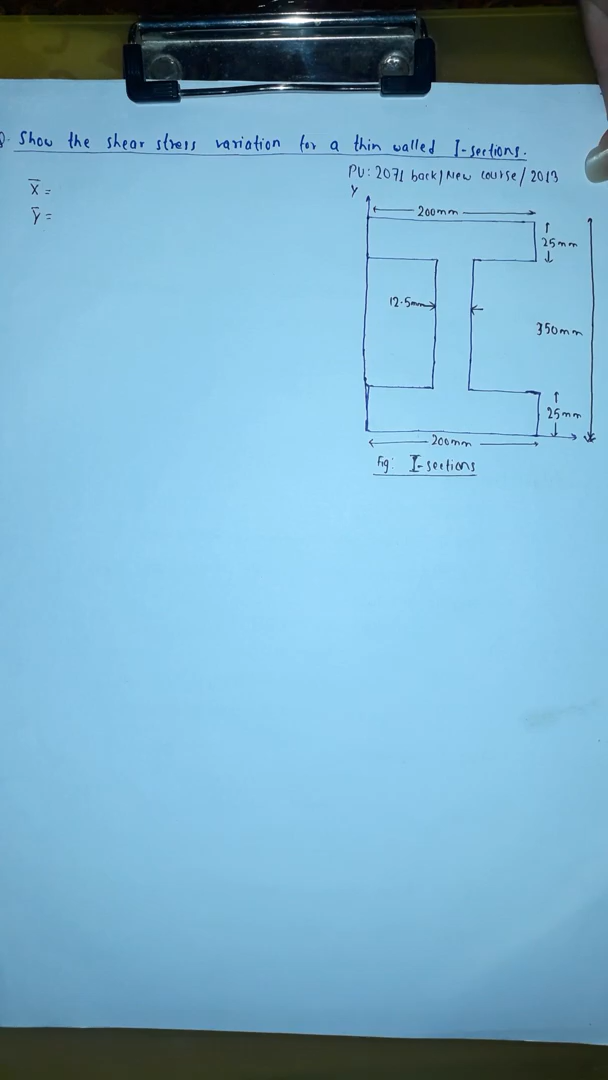 Q. Show the shear stress variation for a thin walled I-sections.
PU: 2071 back/New course/2013
X̄ =
Ȳ =
Y
200mm
25mm
12.5mm
350mm
25mm
200mm
Fig: I-sections